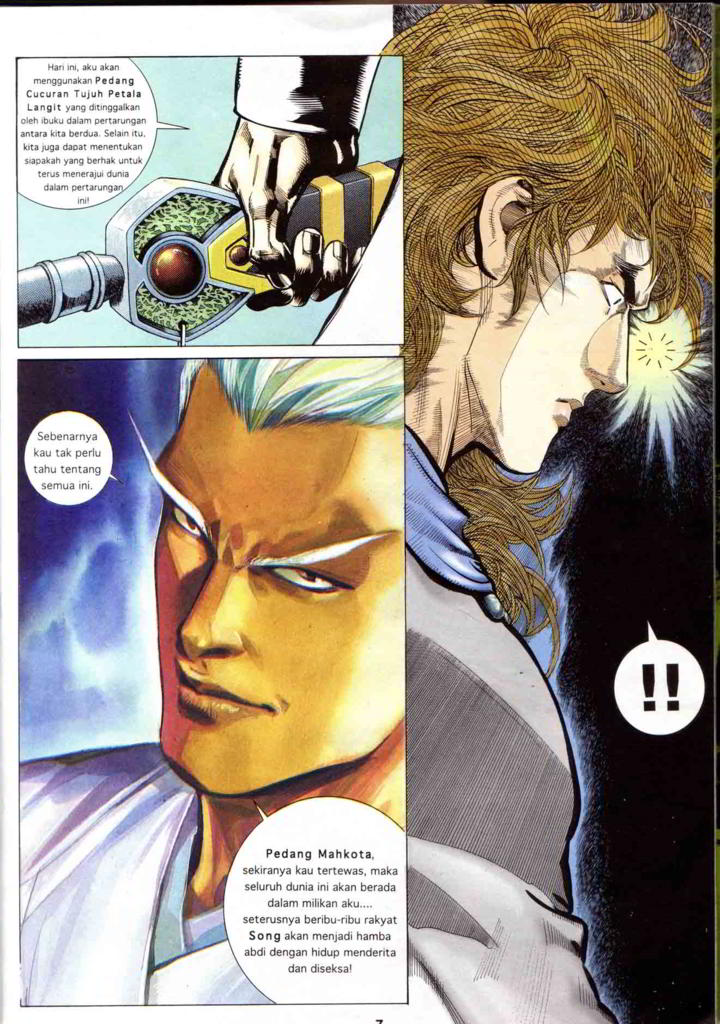 Hari ini, aku akan
menggunakan Pedang
Cucuran Tujuh Petala
Langit yang ditinggalkan
oleh ibuku dalam pertarungan
antara kita berdua. Selain itu,
kita juga dapat menentukan
siapakah yang berhak untuk
terus menerajui dunia
dalam pertarungan
ini!
Sebenarnya
kau tak perlu
tahu tentang
semua ini.
!!
Pedang Mahkota,
sekiranya kau tertewas, maka
seluruh dunia ini akan berada
dalam milikan aku....
seterusnya beribu-ribu rakyat
Song akan menjadi hamba
abdi dengan hidup menderita
dan diseksa!
7